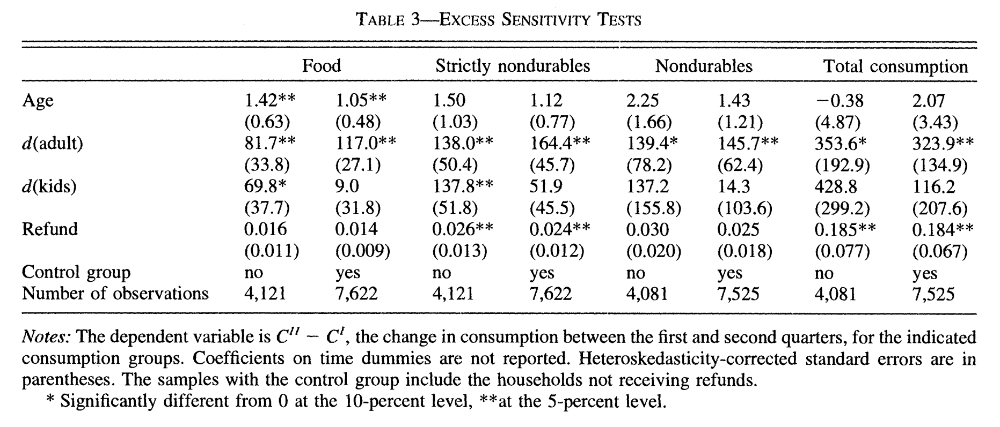 TABLE 3—EXCESS SENSITIVITY TESTS
Food Strictly nondurables Nondurables Total consumption
Age 1.42** 1.05** 1.50 1.12 2.25 1.43 −0.38 2.07
(0.63) (0.48) (1.03) (0.77) (1.66) (1.21) (4.87) (3.43)
d(adult) 81.7** 117.0** 138.0** 164.4** 139.4* 145.7** 353.6* 323.9**
(33.8) (27.1) (50.4) (45.7) (78.2) (62.4) (192.9) (134.9)
d(kids) 69.8* 9.0 137.8** 51.9 137.2 14.3 428.8 116.2
(37.7) (31.8) (51.8) (45.5) (155.8) (103.6) (299.2) (207.6)
Refund 0.016 0.014 0.026** 0.024** 0.030 0.025 0.185** 0.184**
(0.011) (0.009) (0.013) (0.012) (0.020) (0.018) (0.077) (0.067)
Control group no yes no yes no yes no yes
Number of observations 4,121 7,622 4,121 7,622 4,081 7,525 4,081 7,525
Notes: The dependent variable is C^II − C^I, the change in consumption between the first and second quarters, for the indicated
consumption groups. Coefficients on time dummies are not reported. Heteroskedasticity-corrected standard errors are in
parentheses. The samples with the control group include the households not receiving refunds.
* Significantly different from 0 at the 10-percent level, **at the 5-percent level.